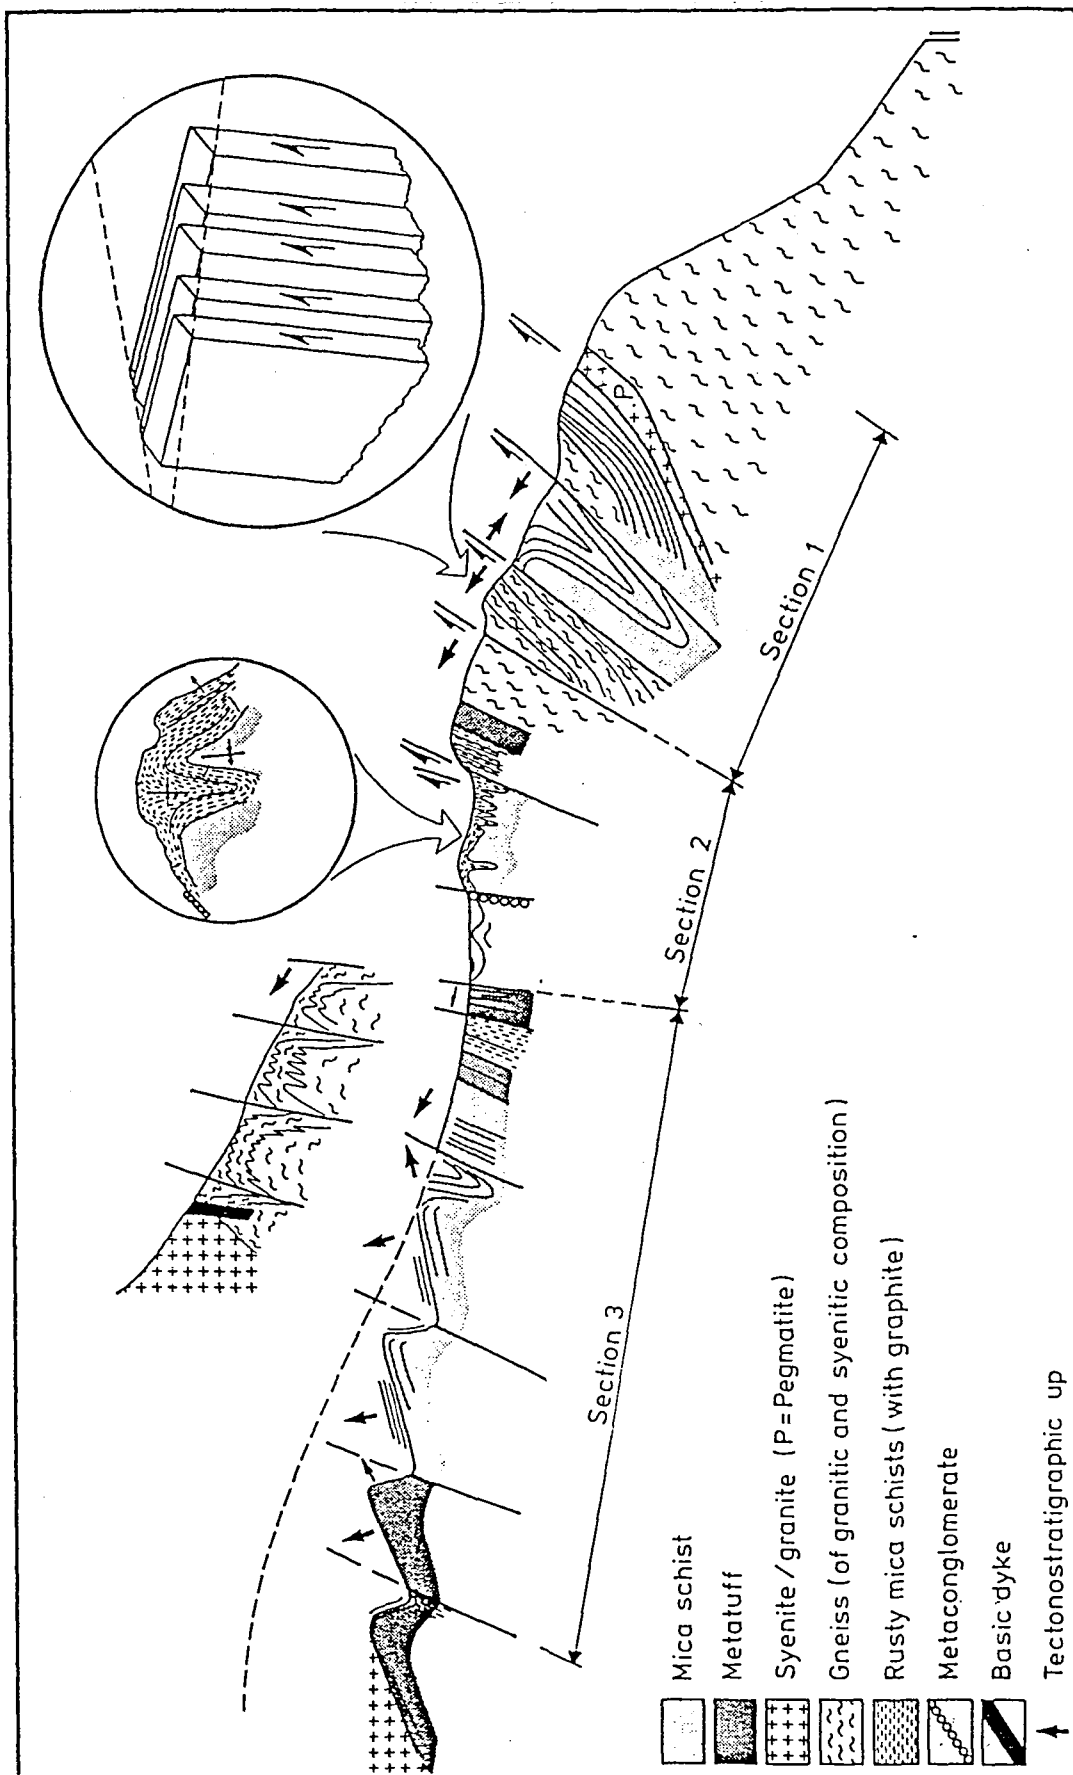 P
Section 1
Section 2
Section 3
Mica schist
Metatuff
Syenite/granite (P=Pegmatite)
Gneiss (of granitic and syenitic composition)
Rusty mica schists (with graphite)
Metaconglomerate
Basic dyke
Tectonostratigraphic up